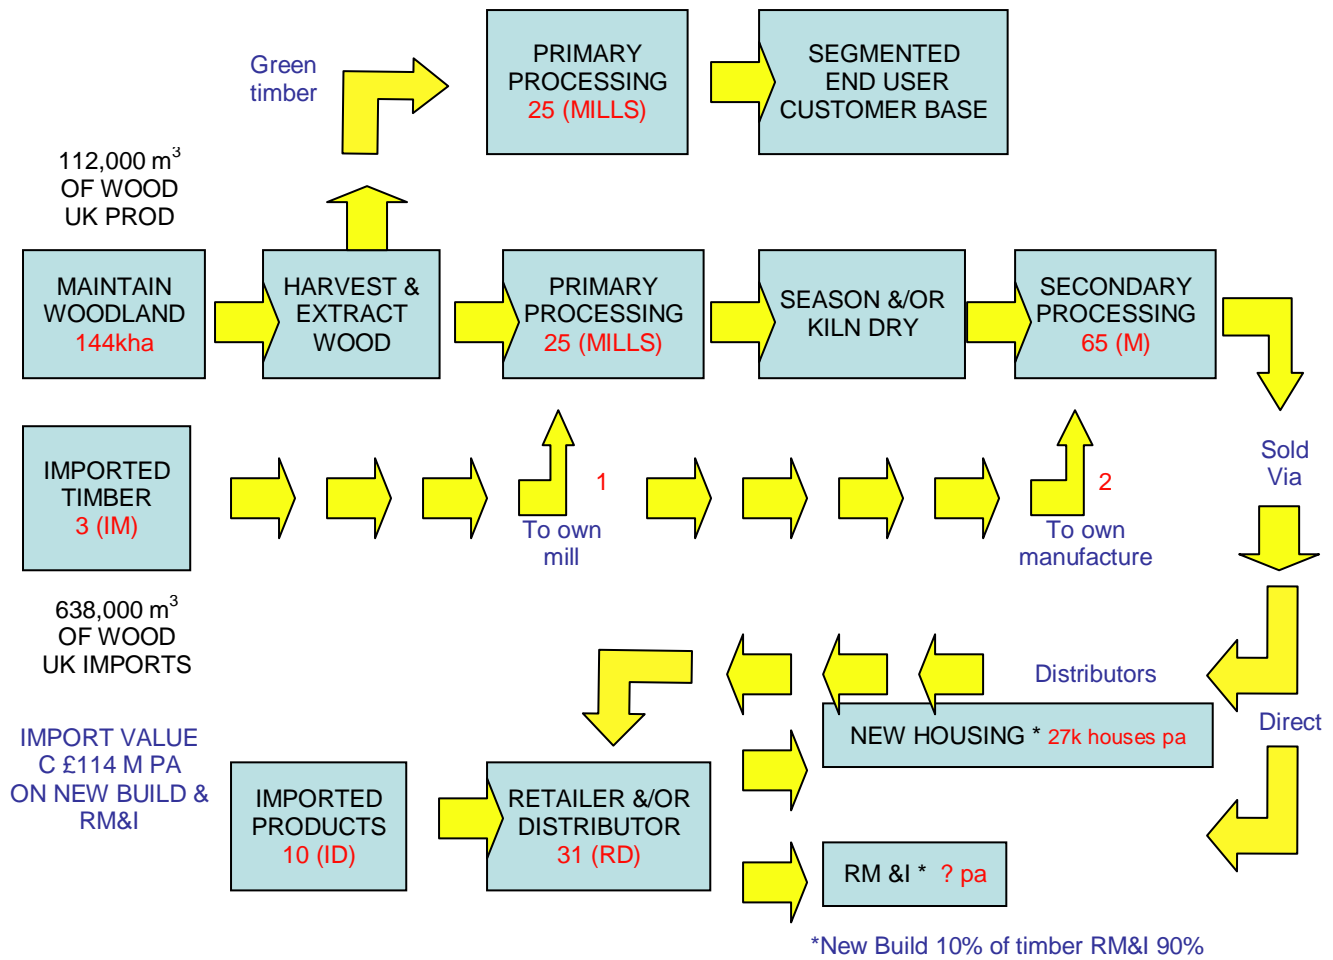 Green
timber
PRIMARY
PROCESSING
25 (MILLS)
SEGMENTED
END USER
CUSTOMER BASE
112,000 m³
OF WOOD
UK PROD
MAINTAIN
WOODLAND
144kha
HARVEST &
EXTRACT
WOOD
PRIMARY
PROCESSING
25 (MILLS)
SEASON &/OR
KILN DRY
SECONDARY
PROCESSING
65 (M)
IMPORTED
TIMBER
3 (IM)
1
To own
mill
2
To own
manufacture
Sold
Via
638,000 m³
OF WOOD
UK IMPORTS
Distributors
Direct
NEW HOUSING * 27k houses pa
IMPORT VALUE
C £114 M PA
ON NEW BUILD &
RM&I
IMPORTED
PRODUCTS
10 (ID)
RETAILER &/OR
DISTRIBUTOR
31 (RD)
RM &I * ? pa
*New Build 10% of timber RM&I 90%